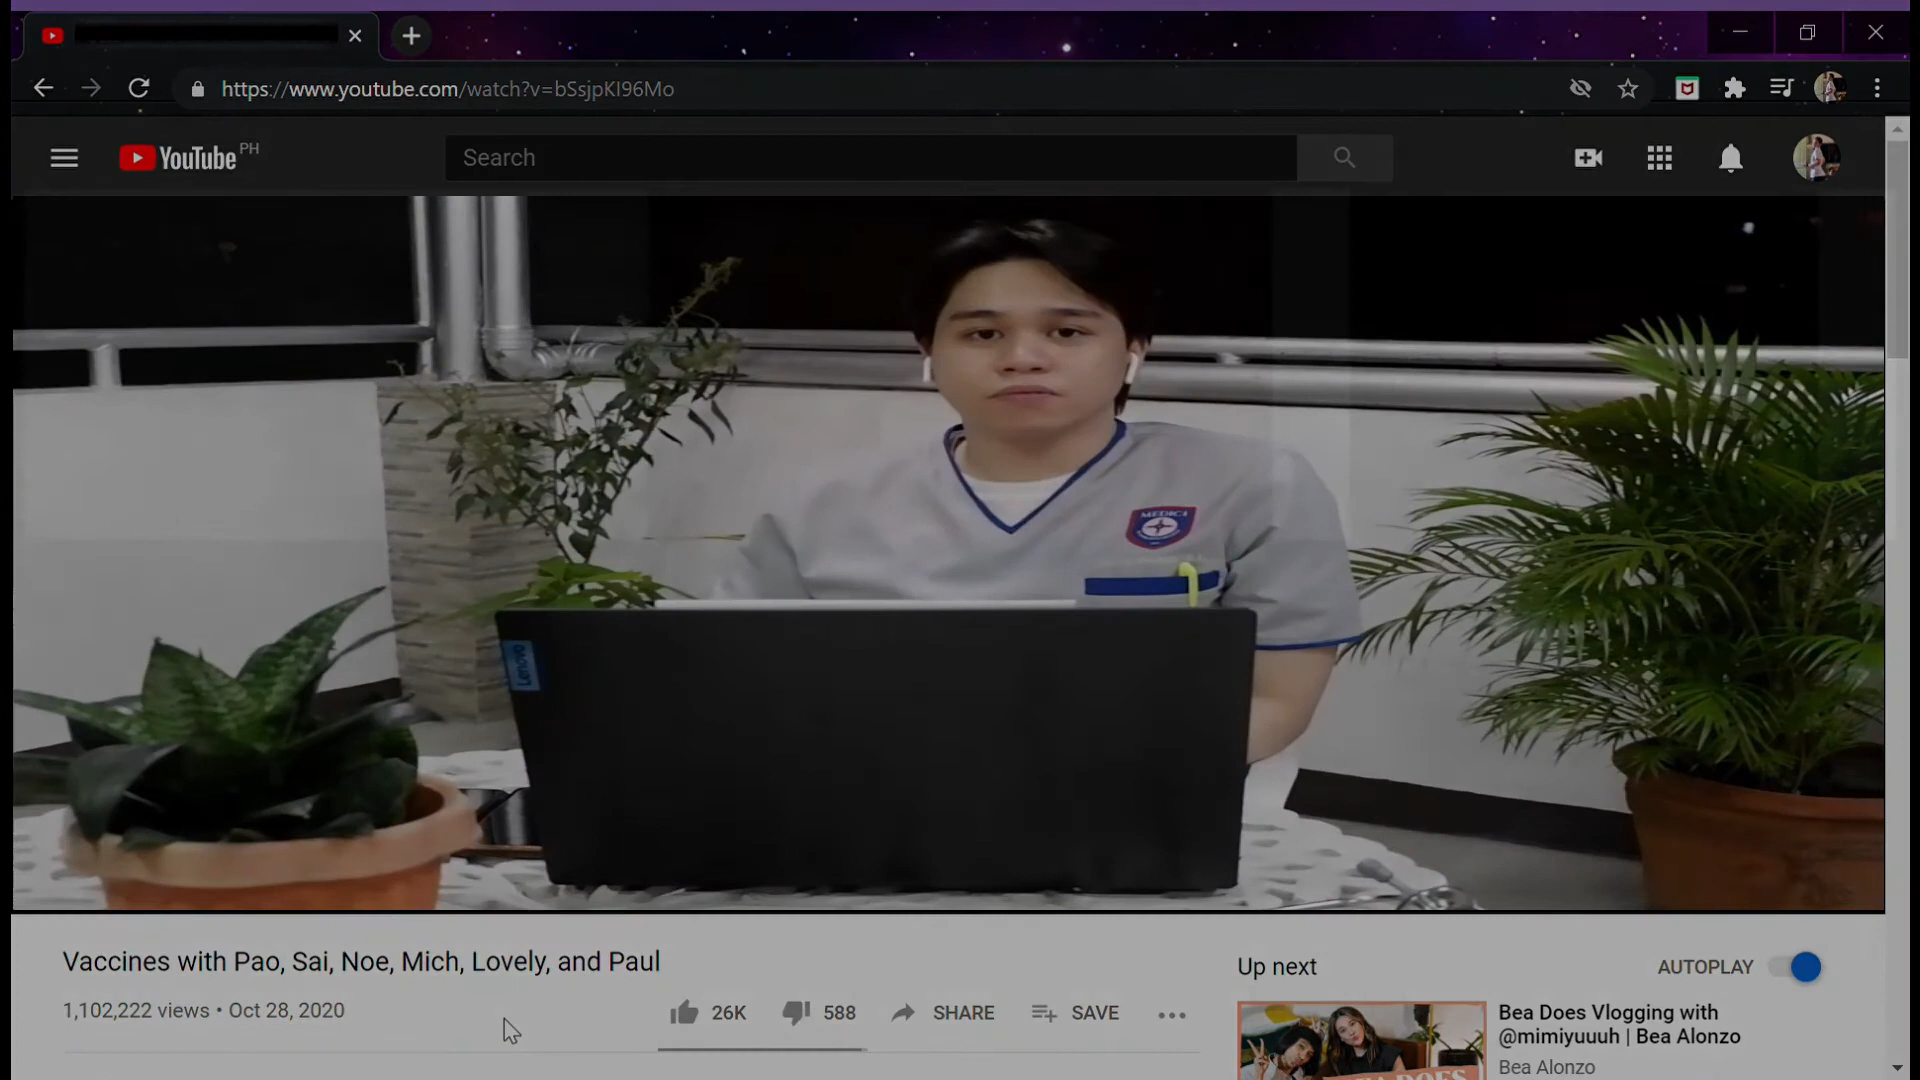 https://www.youtube.com/watch?v=bSsjpKI96Mo
YouTube PH
Search
MEDICI
Lenovo
Vaccines with Pao, Sai, Noe, Mich, Lovely, and Paul
1,102,222 views • Oct 28, 2020
26K
588
SHARE
SAVE
Up next
AUTOPLAY
Bea Does Vlogging with
@mimiyuuuh | Bea Alonzo
Bea Alonzo